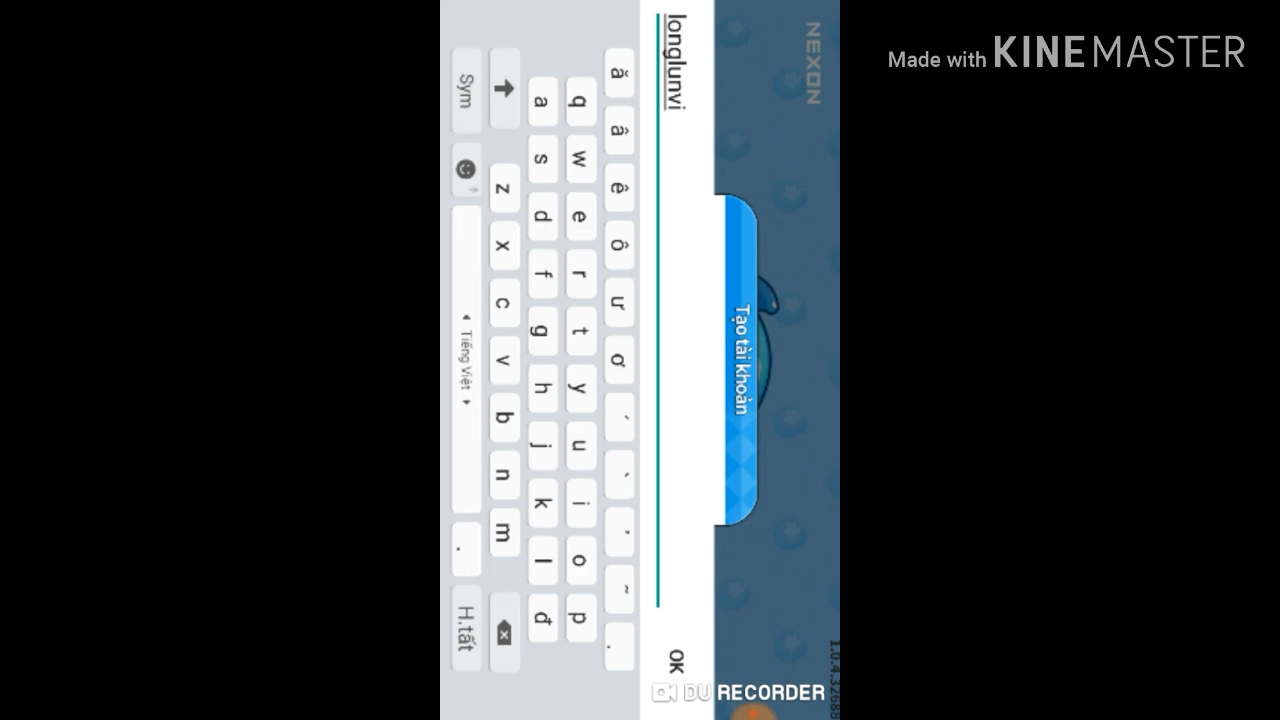 Made with KINEMASTER
NEXON
Tạo tài khoản
longlunvi
OK
ă â ê ô ư ơ ´ ` ̉ ~ .
q w e r t y u i o p
a s d f g h j k l đ
z x c v b n m
Sym
Tiếng Việt
.
H.tất
DU RECORDER